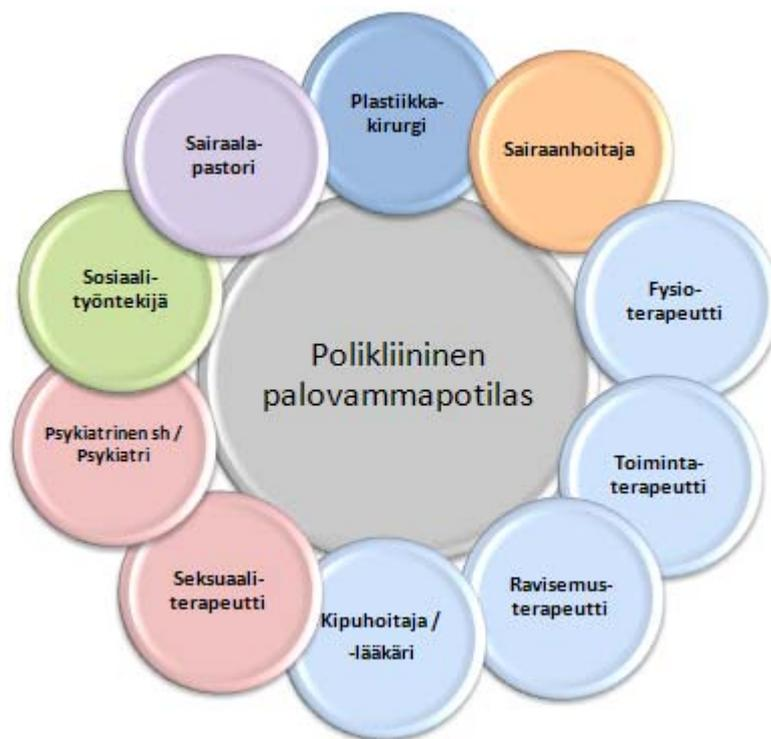 Polikliininen
palovammapotilas
Plastiikka-
kirurgi
Sairaanhoitaja
Fysio-
terapeutti
Toiminta-
terapeutti
Ravisemus-
terapeutti
Kipuhoitaja /
-lääkäri
Seksuaali-
terapeutti
Psykiatrinen sh /
Psykiatri
Sosiaali-
työntekijä
Sairaala-
pastori